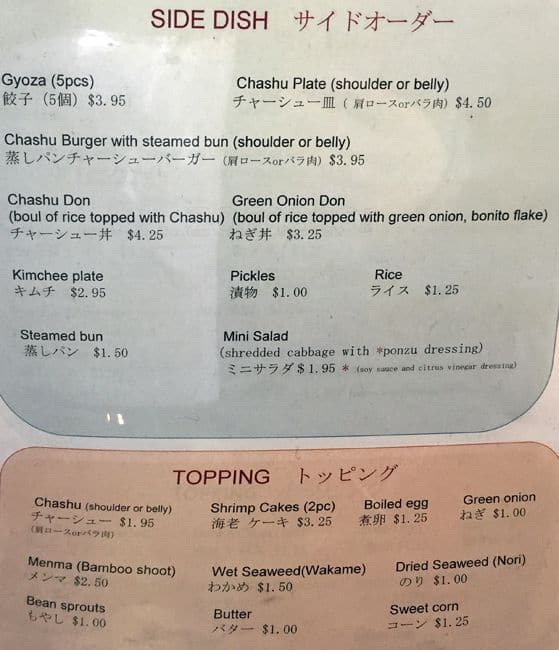 SIDE DISH サイドオーダー
Gyoza (5pcs)
餃子 (5個) $3.95
Chashu Plate (shoulder or belly)
チャーシュー皿 ( 肩ロースorバラ肉) $4.50
Chashu Burger with steamed bun (shoulder or belly)
蒸しパンチャーシューバーガー (肩ロースorバラ肉) $3.95
Chashu Don
(boul of rice topped with Chashu)
チャーシュー丼 $4.25
Green Onion Don
(boul of rice topped with green onion, bonito flake)
ねぎ丼 $3.25
Kimchee plate
キムチ $2.95
Pickles
漬物 $1.00
Rice
ライス $1.25
Steamed bun
蒸しパン $1.50
Mini Salad
(shredded cabbage with *ponzu dressing)
ミニサラダ$1.95 * (soy sauce and citrus vinegar dressing)
TOPPING トッピング
Chashu (shoulder or belly)
チャーシュー $1.95
(肩ロースorバラ肉)
Shrimp Cakes (2pc)
海老 ケーキ $3.25
Boiled egg
煮卵 $1.25
Green onion
ねぎ $1.00
Menma (Bamboo shoot)
メンマ $2.50
Wet Seaweed(Wakame)
わかめ $1.50
Dried Seaweed (Nori)
のり $1.00
Bean sprouts
もやし $1.00
Butter
バター $1.00
Sweet corn
コーン $1.25